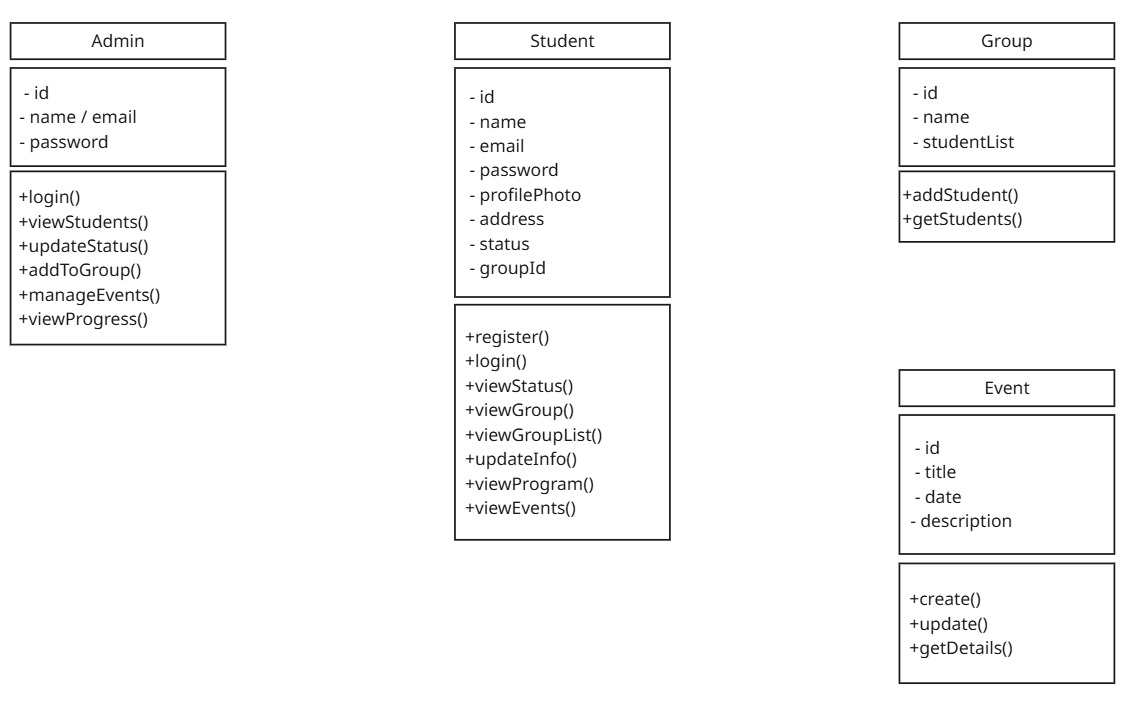 Admin
- id
- name / email
- password
+login()
+viewStudents()
+updateStatus()
+addToGroup()
+manageEvents()
+viewProgress()
Student
- id
- name
- email
- password
- profilePhoto
- address
- status
- groupId
+register()
+login()
+viewStatus()
+viewGroup()
+viewGroupList()
+updateInfo()
+viewProgram()
+viewEvents()
Group
- id
- name
- studentList
+addStudent()
+getStudents()
Event
- id
- title
- date
- description
+create()
+update()
+getDetails()